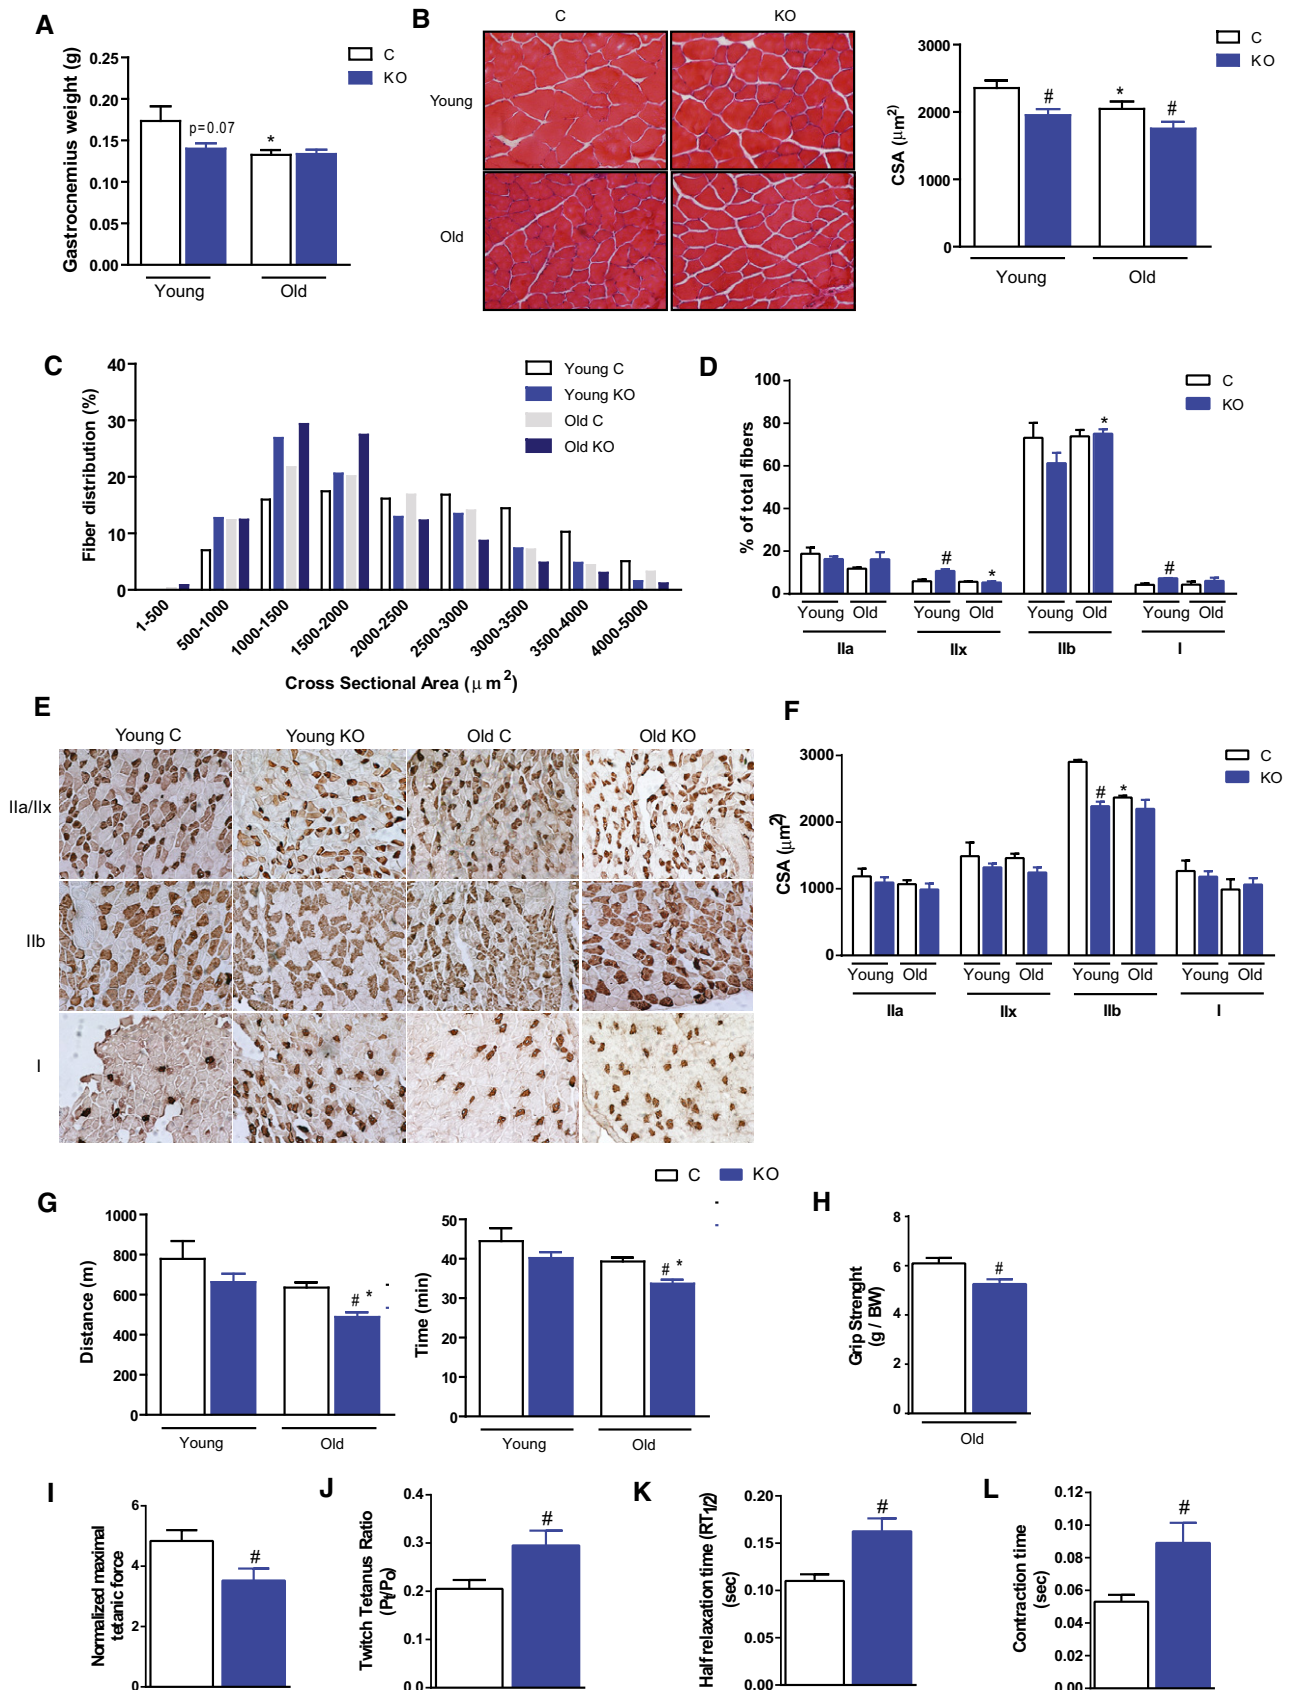 A
Gastrocnemius weight (g)
0.25
0.20
0.15
0.10
0.05
0.00
C
KO
p=0.07
*
Young
Old
B
C
KO
Young
Old
CSA (μm²)
3000
2000
1000
0
C
KO
#
*
#
Young
Old
C
Fiber distribution (%)
40
30
20
10
0
Young C
Young KO
Old C
Old KO
1-500
500-1000
1000-1500
1500-2000
2000-2500
2500-3000
3000-3500
3500-4000
4000-5000
Cross Sectional Area (μ m²)
D
% of total fibers
100
80
60
40
20
0
C
KO
#
*
*
#
Young Old Young Old Young Old Young Old
IIa IIx IIb I
E
Young C Young KO Old C Old KO
IIa/IIx
IIb
I
F
CSA (μm²)
3000
2000
1000
0
C
KO
#
*
Young Old Young Old Young Old Young Old
IIa IIx IIb I
C KO
G
Distance (m)
1000
800
600
400
200
0
# *
Young
Old
Time (min)
50
40
30
20
10
0
# *
Young
Old
H
Grip Strenght
(g / BW)
8
6
4
2
0
#
Old
I
Normalized maximal
tetanic force
6
4
2
0
#
J
Twitch Tetanus Ratio
(Pt/Po)
0.4
0.3
0.2
0.1
0.0
#
K
Half relaxation time (RT1/2)
(sec)
0.20
0.15
0.10
0.05
0.00
#
L
Contraction time
(sec)
0.12
0.10
0.08
0.06
0.04
0.02
0.00
#